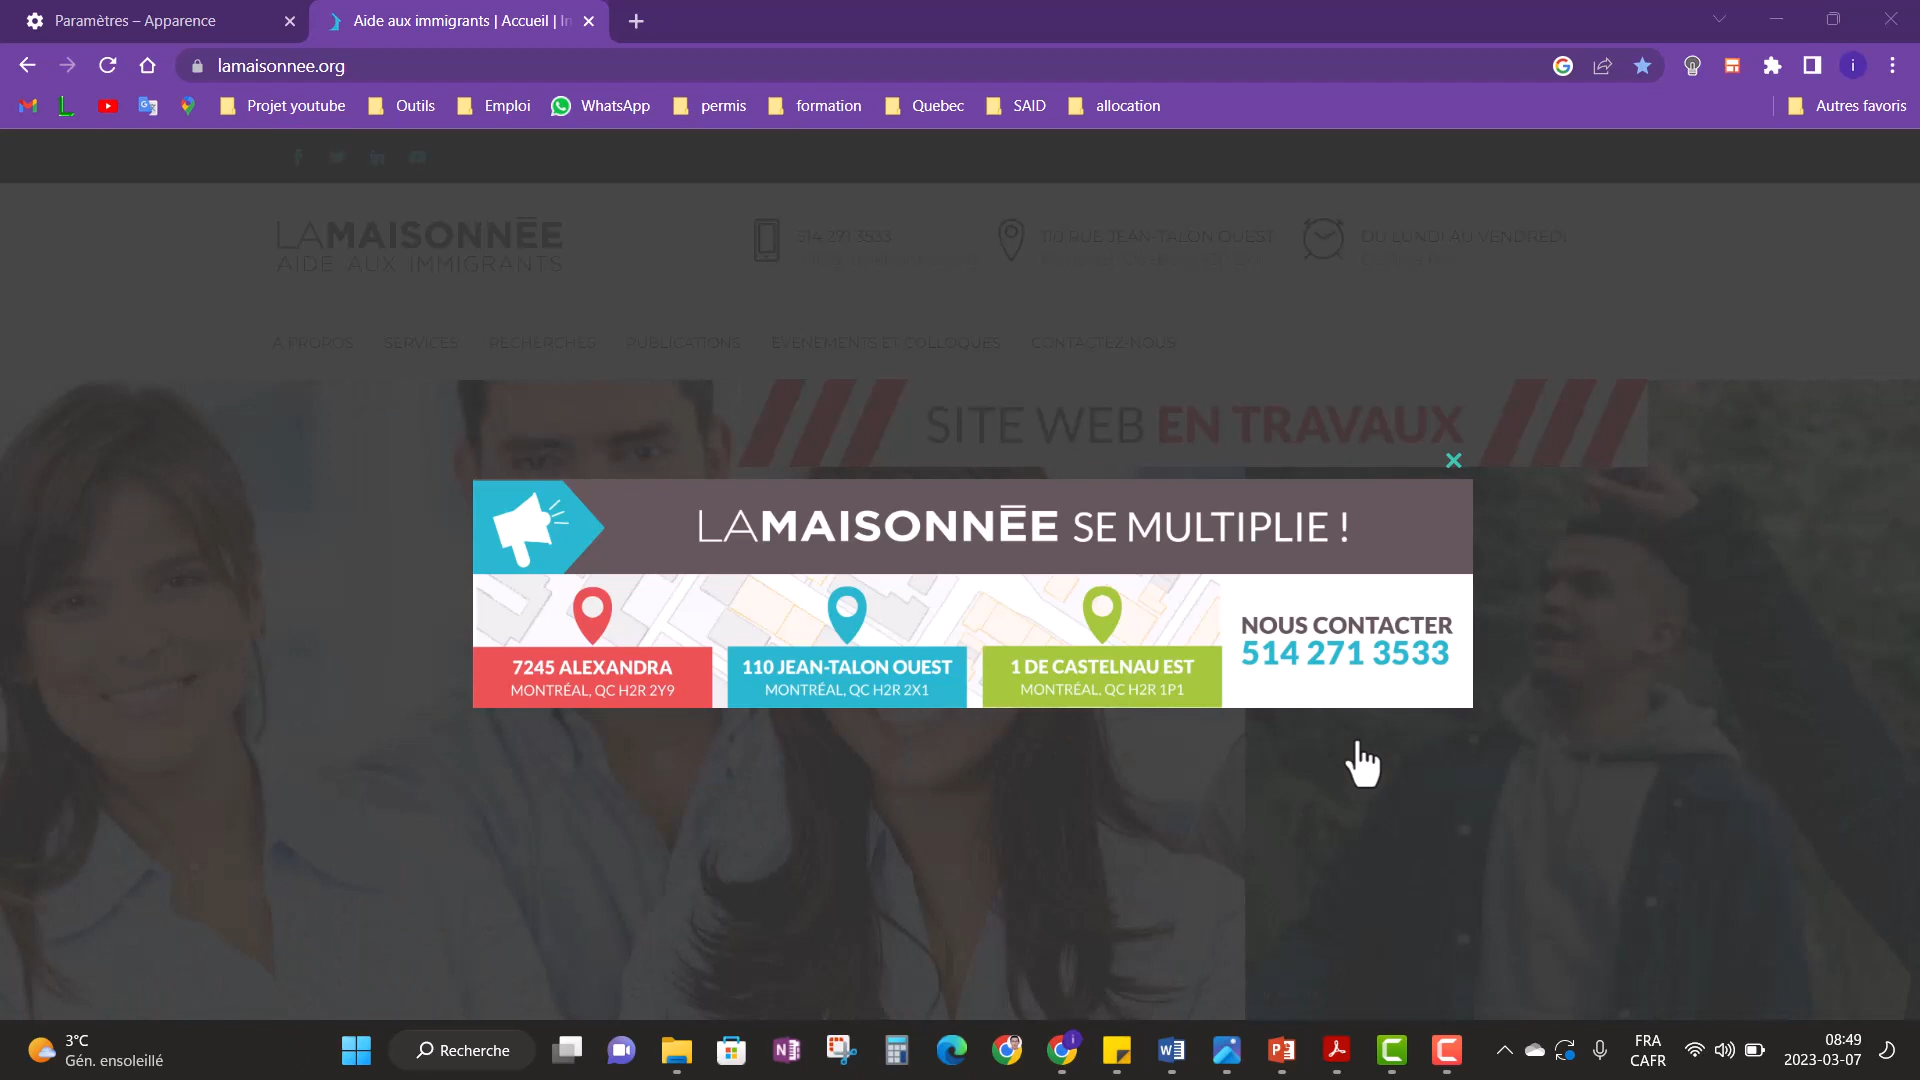 Paramètres – Apparence
Aide aux immigrants | Accueil | In
lamaisonnee.org
Projet youtube
Outils
Emploi
WhatsApp
permis
formation
Quebec
SAID
allocation
Autres favoris
LAMAISONNĒE
AIDE AUX IMMIGRANTS
514 271 3533
110 RUE JEAN-TALON OUEST
DU LUNDI AU VENDREDI
À PROPOS
SERVICES
RECHERCHES
PUBLICATIONS
EVENEMENTS ET COLLOQUES
CONTACTEZ-NOUS
SITE WEB EN TRAVAUX
LAMAISONNĒE SE MULTIPLIE !
7245 ALEXANDRA
MONTRÉAL, QC H2R 2Y9
110 JEAN-TALON OUEST
MONTRÉAL, QC H2R 2X1
1 DE CASTELNAU EST
MONTRÉAL, QC H2R 1P1
NOUS CONTACTER
514 271 3533
3°C
Gén. ensoleillé
Recherche
FRA
CAFR
08:49
2023-03-07